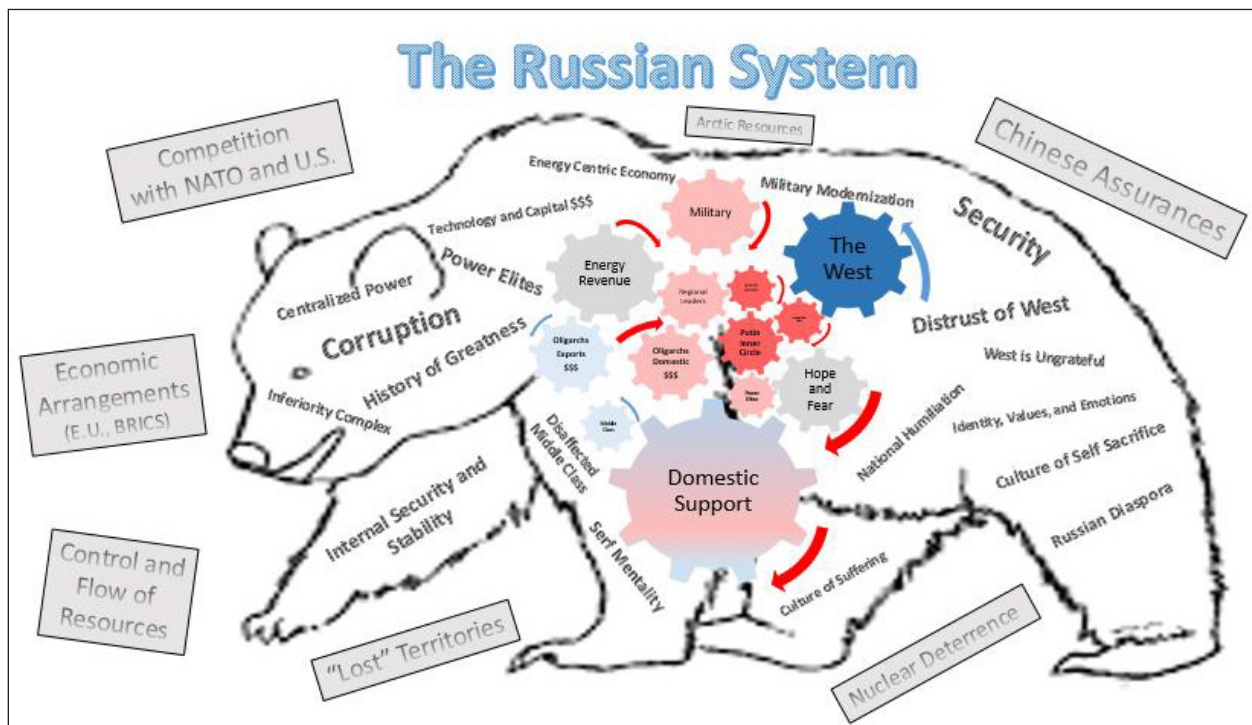 The Russian System
Competition
with NATO and U.S.
Arctic Resources
Chinese Assurances
Energy Centric Economy
Military Modernization
Security
Technology and Capital $$$
Military
The
West
Power Elites
Energy
Revenue
Centralized Power
Corruption
Regional
Leaders
Distrust of West
History of Greatness
Oligarchs
Exports
$$$
Oligarchs
Domestic
$$$
Putin
Inner
Circle
West is Ungrateful
Economic
Arrangements
(E.U., BRICS)
Inferiority Complex
Hope
and
Fear
Power
Elites
Identity, Values, and Emotions
Middle
Class
Disaffected
Middle Class
National Humiliation
Culture of Self Sacrifice
Domestic
Support
Internal Security and
Stability
Russian Diaspora
Control and
Flow of
Resources
Serf Mentality
Culture of Suffering
"Lost" Territories
Nuclear Deterrence